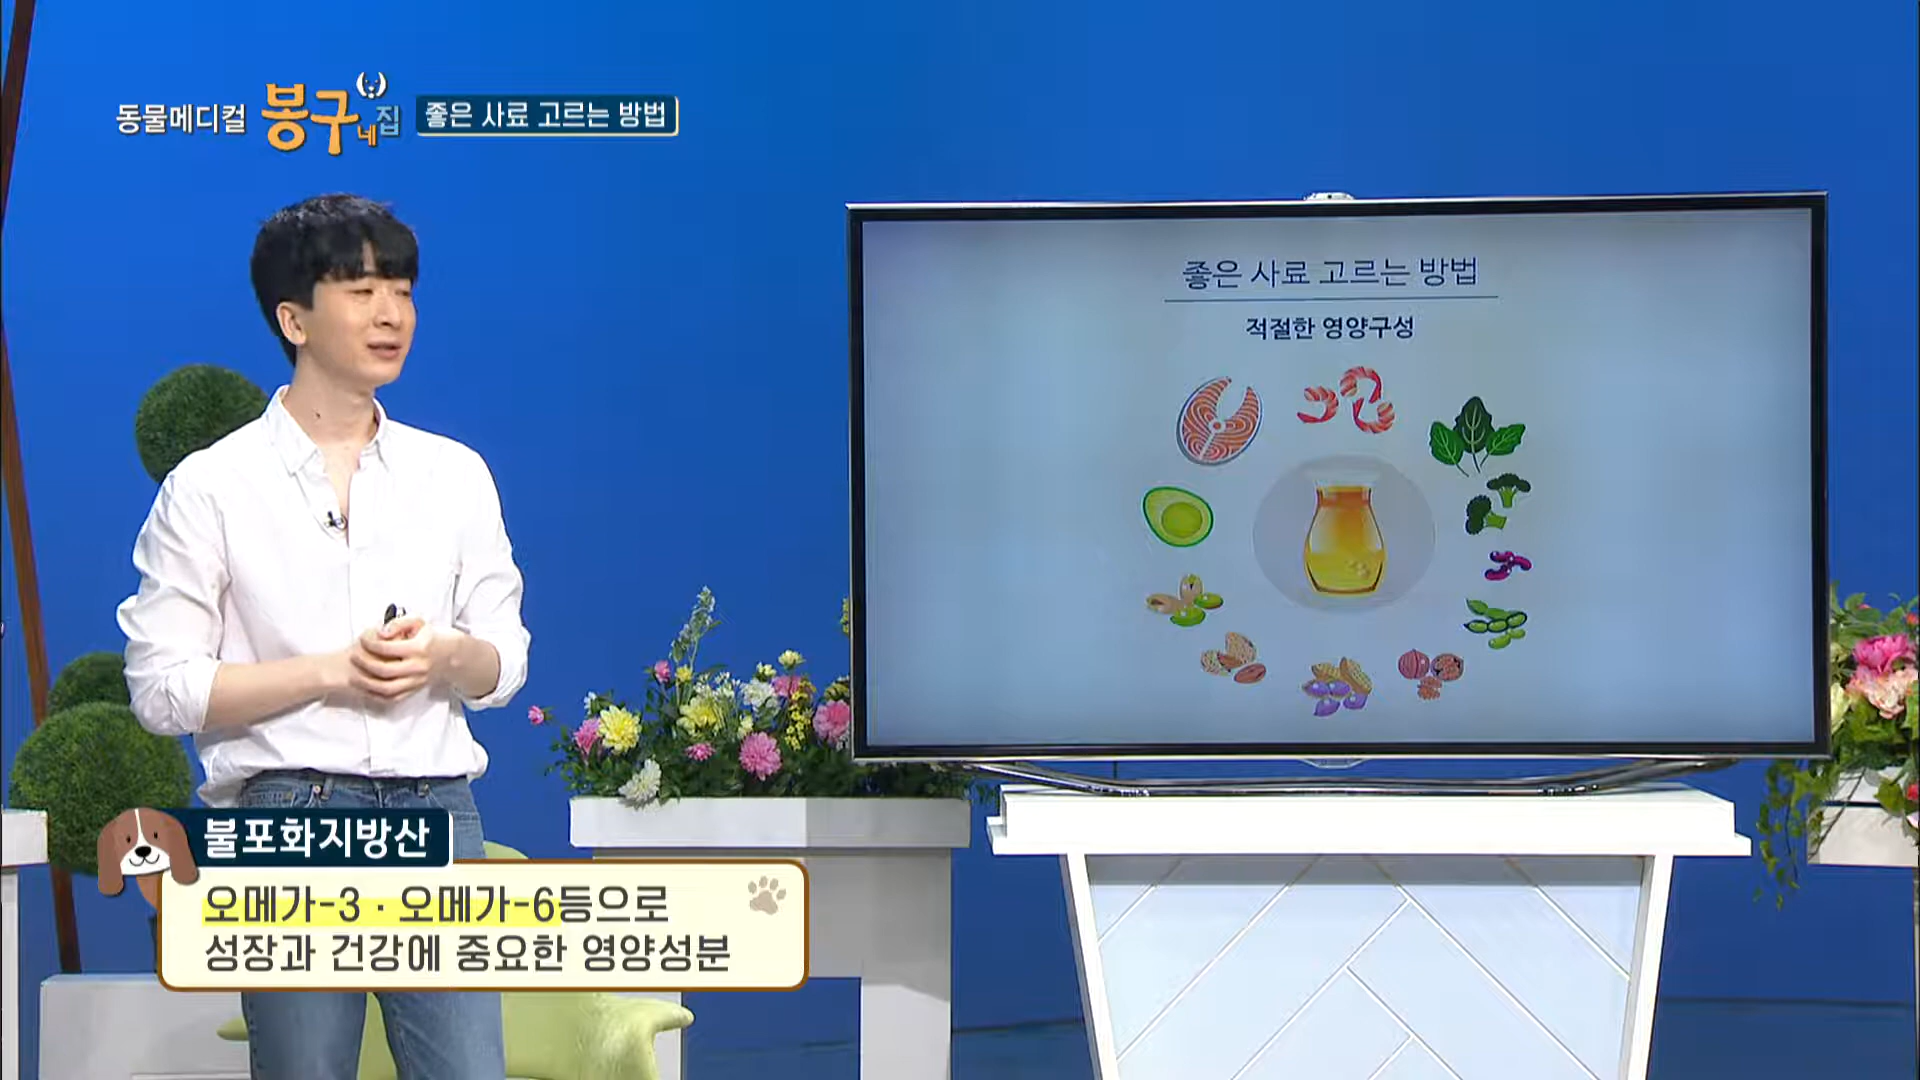 동물메디컬 봉구네집 좋은 사료 고르는 방법
좋은 사료 고르는 방법
적절한 영양구성
불포화지방산
오메가-3 · 오메가-6등으로
성장과 건강에 중요한 영양성분